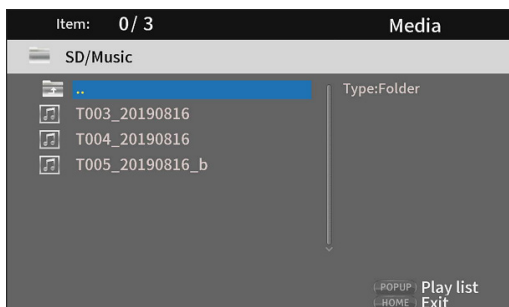 Item: 0/ 3 Media
SD/Music
..
Type:Folder
T003_20190816
T004_20190816
T005_20190816_b
POPUP Play list
HOME Exit